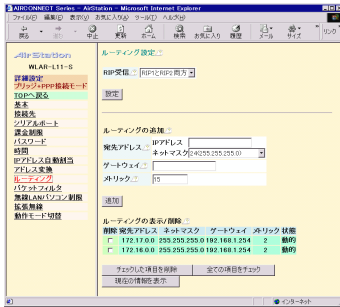 AIRCONNECT Series - AirStation - Microsoft Internet Explorer
ファイル(F) 編集(E) 表示(V) お気に入り(A) ツール(T) ヘルプ(H)
戻る 中止 更新 ホーム 検索 お気に入り 履歴 メール サイズ リンク
AirStation
WLAR-L11-S
詳細設定
ブリッジ+PPP接続モード
TOPへ戻る
基本
接続先
シリアルポート
課金制限
パスワード
時間
IPアドレス自動割当
アドレス変換
ルーティング
パケットフィルタ
無線LANパソコン制限
拡張無線
動作モード切替
ルーティング設定
RIP受信 RIP1とRIP2両方
設定
ルーティングの追加
宛先アドレス IPアドレス
ネットマスク 24(255.255.255.0)
ゲートウェイ
メトリック 15
追加
ルーティングの表示/削除
削除 宛先アドレス ネットマスク ゲートウェイ メトリック 状態
172.17.0.0 255.255.255.0 192.168.1.254 2 動的
172.16.0.0 255.255.255.0 192.168.1.254 2 動的
チェックした項目を削除 全ての項目をチェック
現在の情報を表示
インターネット